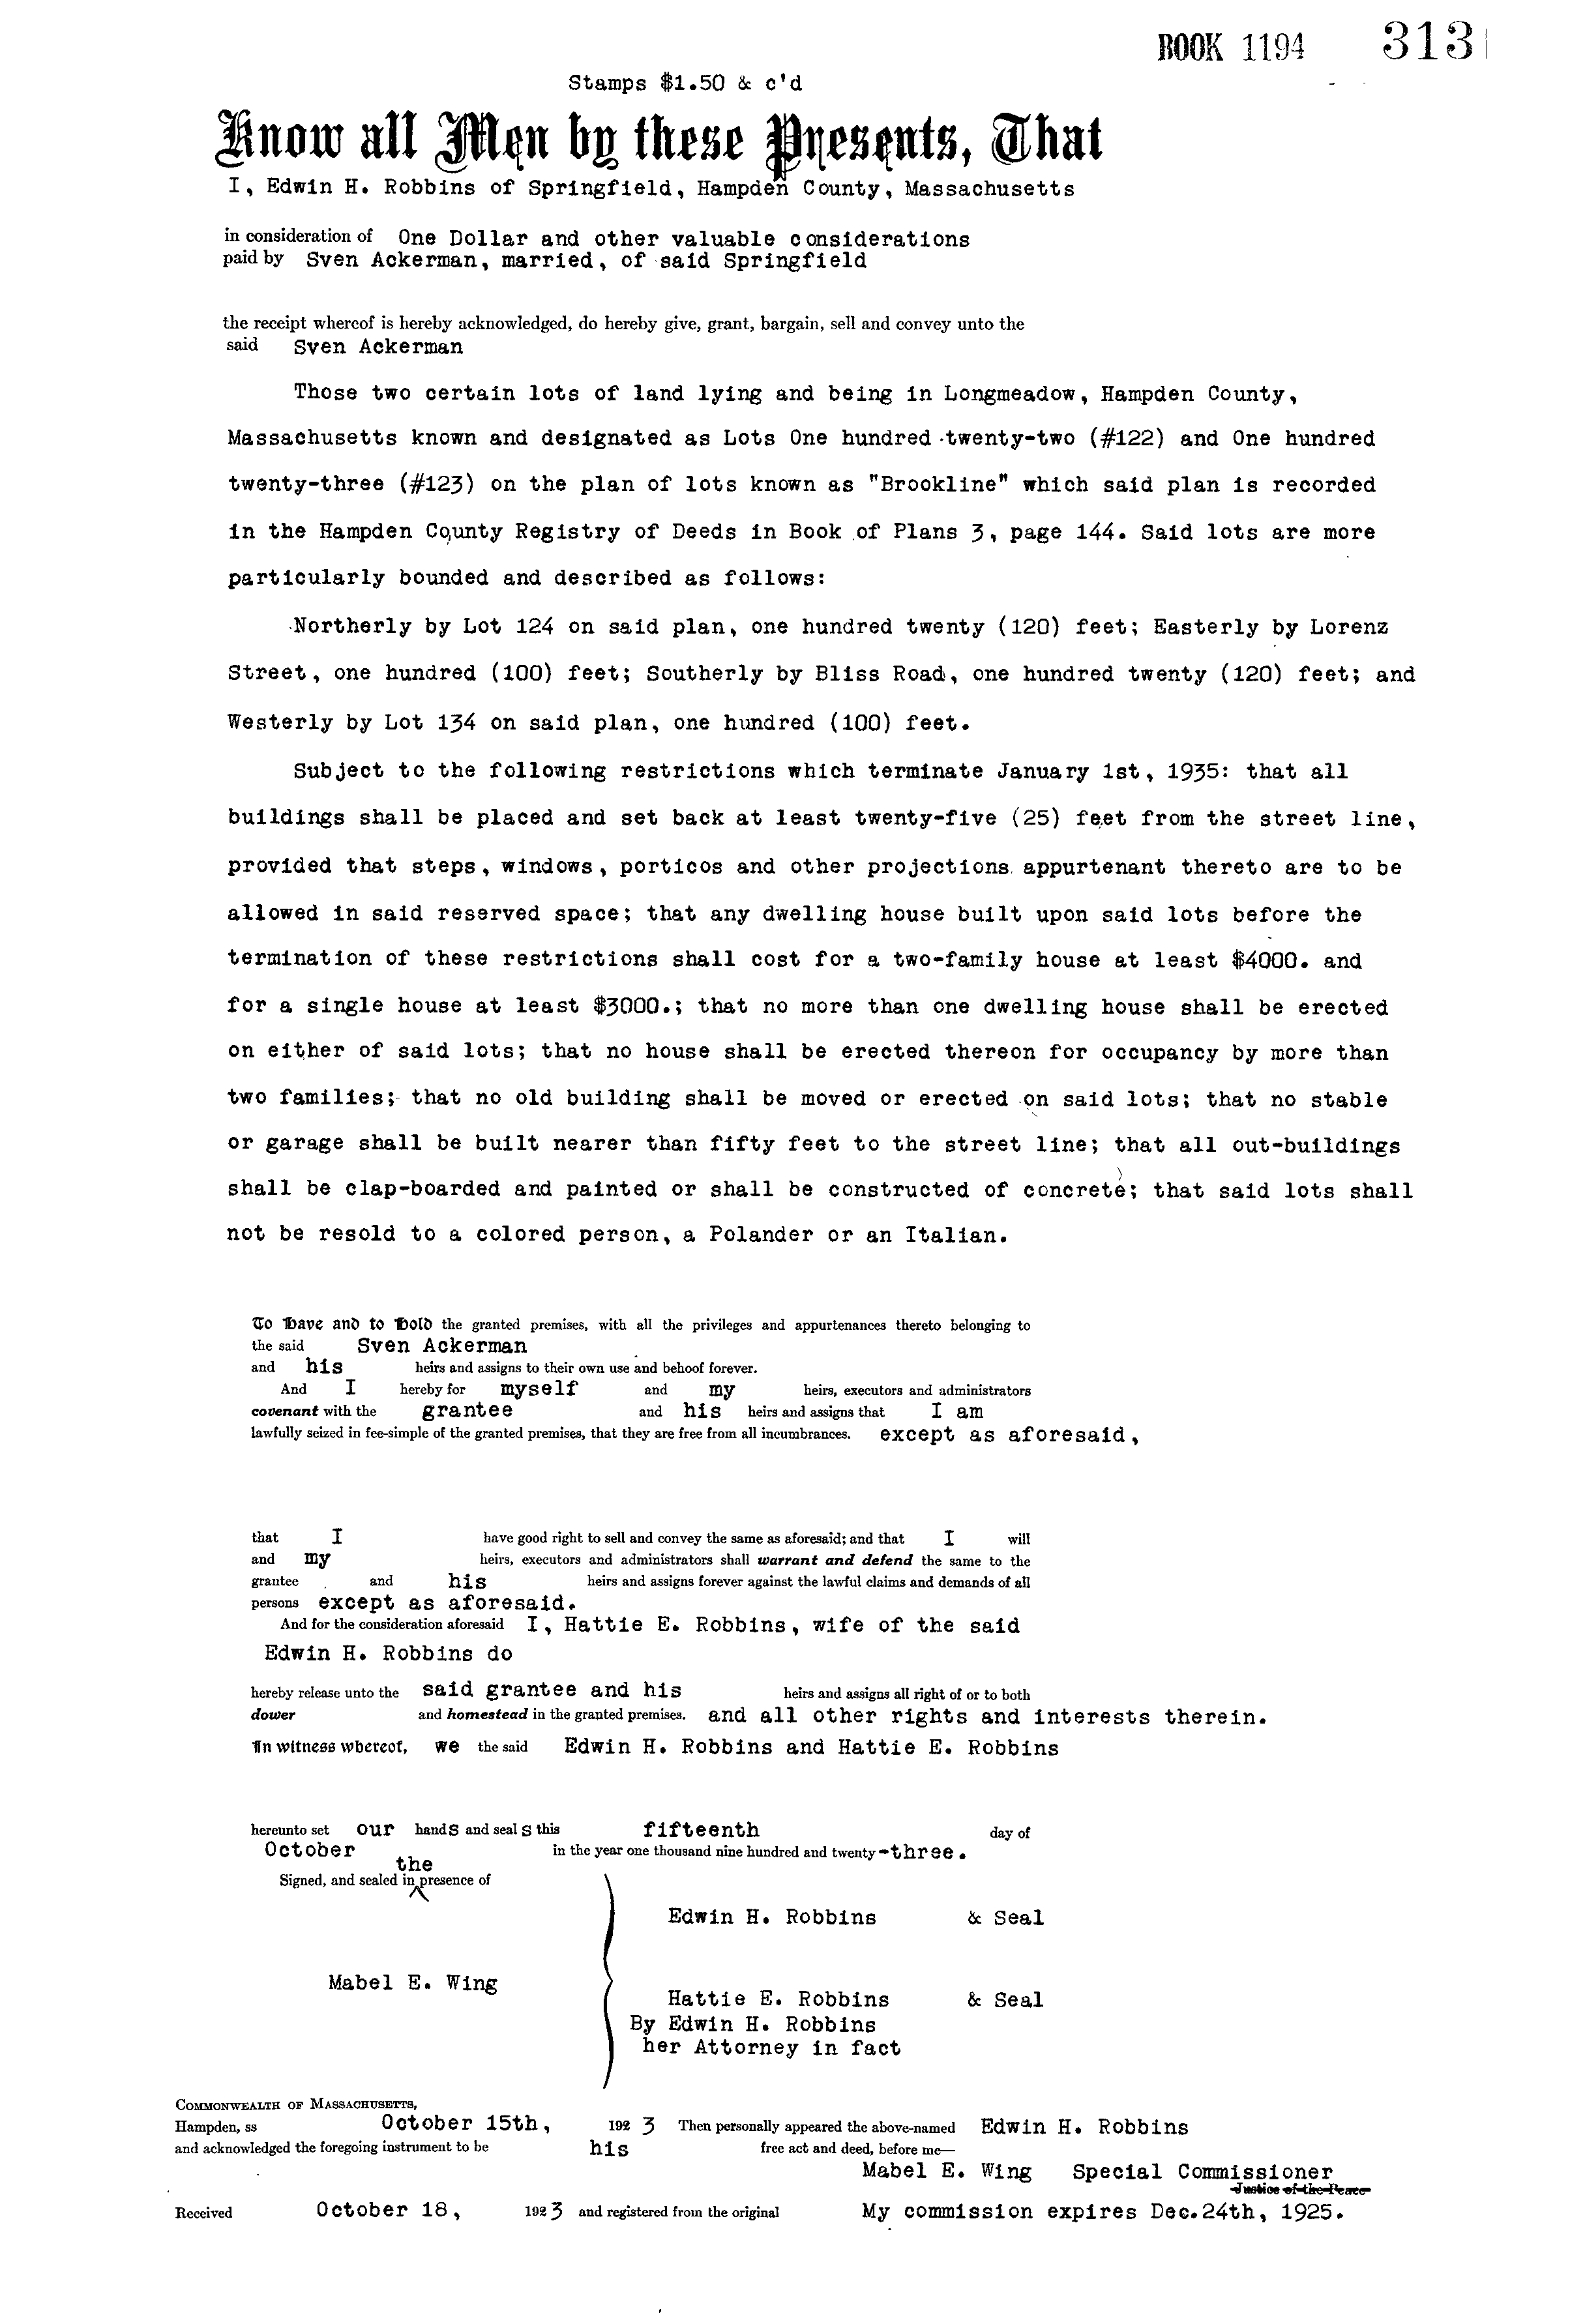 BOOK 1194 313
Stamps $1.50 & c'd
Know all Men by these Presents, That
I, Edwin H. Robbins of Springfield, Hampden County, Massachusetts
in consideration of One Dollar and other valuable considerations
paid by Sven Ackerman, married, of said Springfield
the receipt whereof is hereby acknowledged, do hereby give, grant, bargain, sell and convey unto the
said Sven Ackerman
Those two certain lots of land lying and being in Longmeadow, Hampden County,
Massachusetts known and designated as Lots One hundred twenty-two (#122) and One hundred
twenty-three (#123) on the plan of lots known as "Brookline" which said plan is recorded
in the Hampden County Registry of Deeds in Book of Plans 3, page 144. Said lots are more
particularly bounded and described as follows:
Northerly by Lot 124 on said plan, one hundred twenty (120) feet; Easterly by Lorenz
Street, one hundred (100) feet; Southerly by Bliss Road, one hundred twenty (120) feet; and
Westerly by Lot 134 on said plan, one hundred (100) feet.
Subject to the following restrictions which terminate January 1st, 1935: that all
buildings shall be placed and set back at least twenty-five (25) feet from the street line,
provided that steps, windows, porticos and other projections appurtenant thereto are to be
allowed in said reserved space; that any dwelling house built upon said lots before the
termination of these restrictions shall cost for a two-family house at least $4000. and
for a single house at least $3000.; that no more than one dwelling house shall be erected
on either of said lots; that no house shall be erected thereon for occupancy by more than
two families; that no old building shall be moved or erected on said lots; that no stable
or garage shall be built nearer than fifty feet to the street line; that all out-buildings
shall be clap-boarded and painted or shall be constructed of concrete; that said lots shall
not be resold to a colored person, a Polander or an Italian.
To Have and to Hold the granted premises, with all the privileges and appurtenances thereto belonging to
the said Sven Ackerman
and his heirs and assigns to their own use and behoof forever.
And I hereby for myself and my heirs, executors and administrators
covenant with the grantee and his heirs and assigns that I am
lawfully seized in fee-simple of the granted premises, that they are free from all incumbrances. except as aforesaid,
that I have good right to sell and convey the same as aforesaid; and that I will
and my heirs, executors and administrators shall warrant and defend the same to the
grantee and his heirs and assigns forever against the lawful claims and demands of all
persons except as aforesaid.
And for the consideration aforesaid I, Hattie E. Robbins, wife of the said
Edwin H. Robbins do
hereby release unto the said grantee and his heirs and assigns all right of or to both
dower and homestead in the granted premises. and all other rights and interests therein.
In witness whereof, we the said Edwin H. Robbins and Hattie E. Robbins
hereunto set our hands and seals this fifteenth day of
October in the year one thousand nine hundred and twenty-three.
the
Signed, and sealed in presence of
Edwin H. Robbins & Seal
Mabel E. Wing
Hattie E. Robbins & Seal
By Edwin H. Robbins
her Attorney in fact
COMMONWEALTH OF MASSACHUSETTS,
Hampden, ss October 15th, 192 3 Then personally appeared the above-named Edwin H. Robbins
and acknowledged the foregoing instrument to be his free act and deed, before me—
Mabel E. Wing Special Commissioner
Justice of the Peace
Received October 18, 192 3 and registered from the original My commission expires Dec.24th, 1925.